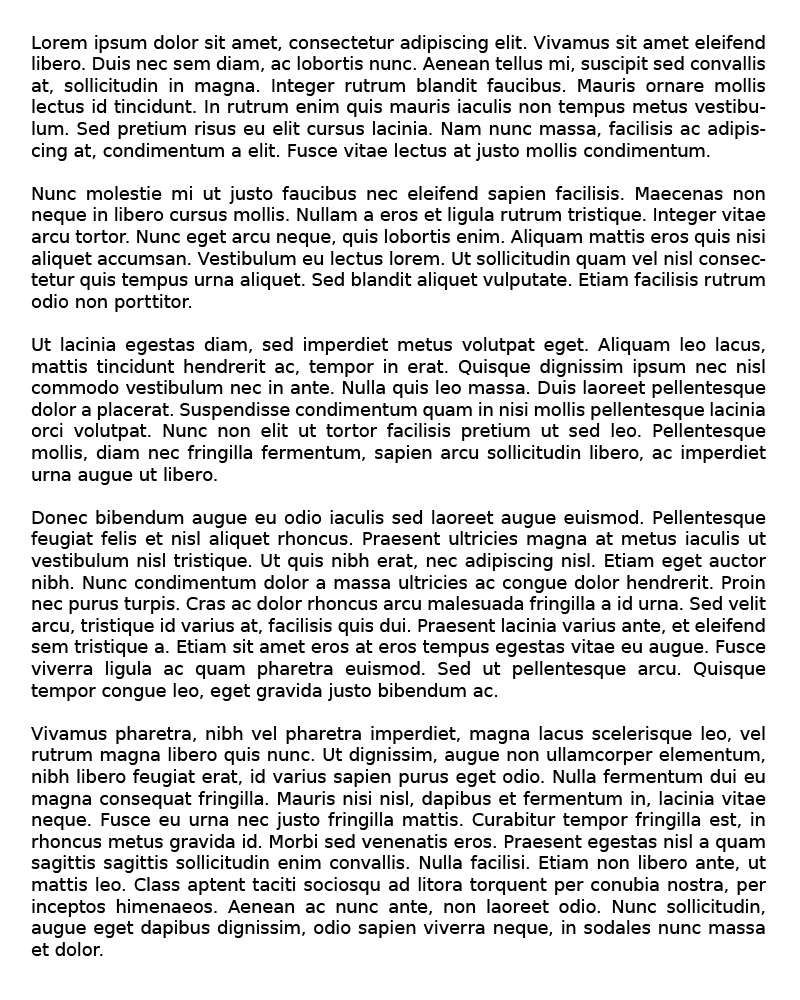 Lorem ipsum dolor sit amet, consectetur adipiscing elit. Vivamus sit amet eleifend
libero. Duis nec sem diam, ac lobortis nunc. Aenean tellus mi, suscipit sed convallis
at, sollicitudin in magna. Integer rutrum blandit faucibus. Mauris ornare mollis
lectus id tincidunt. In rutrum enim quis mauris iaculis non tempus metus vestibu-
lum. Sed pretium risus eu elit cursus lacinia. Nam nunc massa, facilisis ac adipis-
cing at, condimentum a elit. Fusce vitae lectus at justo mollis condimentum.

Nunc molestie mi ut justo faucibus nec eleifend sapien facilisis. Maecenas non
neque in libero cursus mollis. Nullam a eros et ligula rutrum tristique. Integer vitae
arcu tortor. Nunc eget arcu neque, quis lobortis enim. Aliquam mattis eros quis nisi
aliquet accumsan. Vestibulum eu lectus lorem. Ut sollicitudin quam vel nisl consec-
tetur quis tempus urna aliquet. Sed blandit aliquet vulputate. Etiam facilisis rutrum
odio non porttitor.

Ut lacinia egestas diam, sed imperdiet metus volutpat eget. Aliquam leo lacus,
mattis tincidunt hendrerit ac, tempor in erat. Quisque dignissim ipsum nec nisl
commodo vestibulum nec in ante. Nulla quis leo massa. Duis laoreet pellentesque
dolor a placerat. Suspendisse condimentum quam in nisi mollis pellentesque lacinia
orci volutpat. Nunc non elit ut tortor facilisis pretium ut sed leo. Pellentesque
mollis, diam nec fringilla fermentum, sapien arcu sollicitudin libero, ac imperdiet
urna augue ut libero.

Donec bibendum augue eu odio iaculis sed laoreet augue euismod. Pellentesque
feugiat felis et nisl aliquet rhoncus. Praesent ultricies magna at metus iaculis ut
vestibulum nisl tristique. Ut quis nibh erat, nec adipiscing nisl. Etiam eget auctor
nibh. Nunc condimentum dolor a massa ultricies ac congue dolor hendrerit. Proin
nec purus turpis. Cras ac dolor rhoncus arcu malesuada fringilla a id urna. Sed velit
arcu, tristique id varius at, facilisis quis dui. Praesent lacinia varius ante, et eleifend
sem tristique a. Etiam sit amet eros at eros tempus egestas vitae eu augue. Fusce
viverra ligula ac quam pharetra euismod. Sed ut pellentesque arcu. Quisque
tempor congue leo, eget gravida justo bibendum ac.

Vivamus pharetra, nibh vel pharetra imperdiet, magna lacus scelerisque leo, vel
rutrum magna libero quis nunc. Ut dignissim, augue non ullamcorper elementum,
nibh libero feugiat erat, id varius sapien purus eget odio. Nulla fermentum dui eu
magna consequat fringilla. Mauris nisi nisl, dapibus et fermentum in, lacinia vitae
neque. Fusce eu urna nec justo fringilla mattis. Curabitur tempor fringilla est, in
rhoncus metus gravida id. Morbi sed venenatis eros. Praesent egestas nisl a quam
sagittis sagittis sollicitudin enim convallis. Nulla facilisi. Etiam non libero ante, ut
mattis leo. Class aptent taciti sociosqu ad litora torquent per conubia nostra, per
inceptos himenaeos. Aenean ac nunc ante, non laoreet odio. Nunc sollicitudin,
augue eget dapibus dignissim, odio sapien viverra neque, in sodales nunc massa
et dolor.